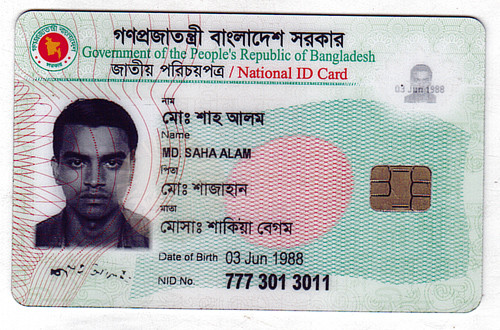 গণপ্রজাতন্ত্রী বাংলাদেশ সরকার
Government of the People's Republic of Bangladesh
জাতীয় পরিচয়পত্র / National ID Card
03 Jun 1988
নাম
মোঃ শাহ আলম
Name
MD. SAHA ALAM
পিতা
মোঃ শাজাহান
মাতা
মোসাঃ শাকিয়া বেগম
Date of Birth 03 Jun 1988
NID No. 777 301 3011